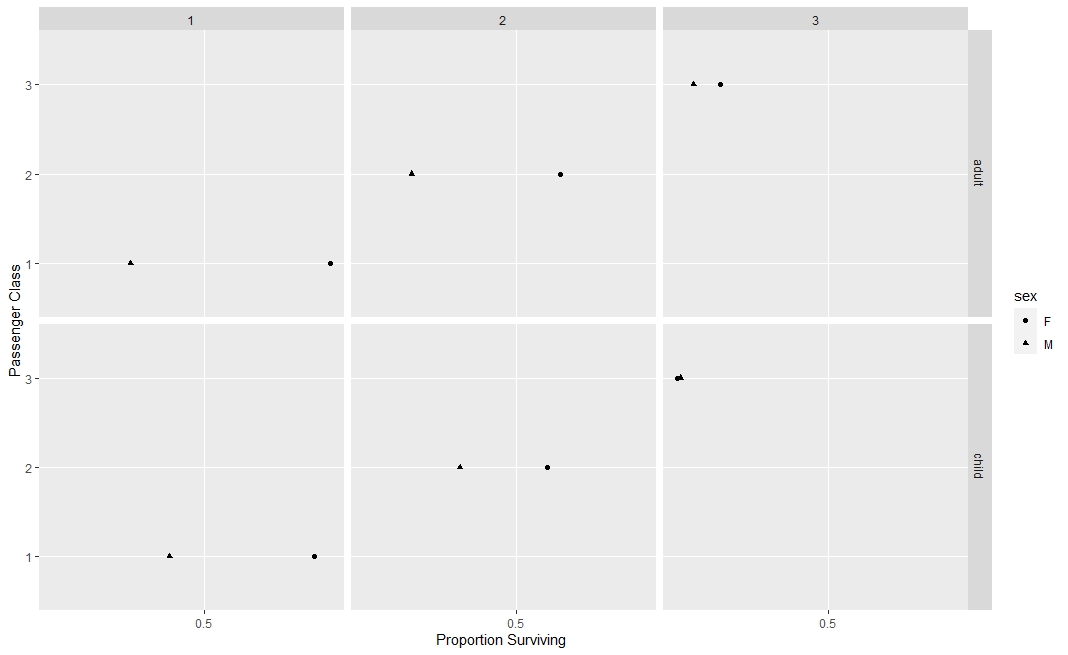 1 2 3
3
2
1
adult
Passenger Class
3
2
1
child
sex
F
M
0.5 0.5 0.5
Proportion Surviving